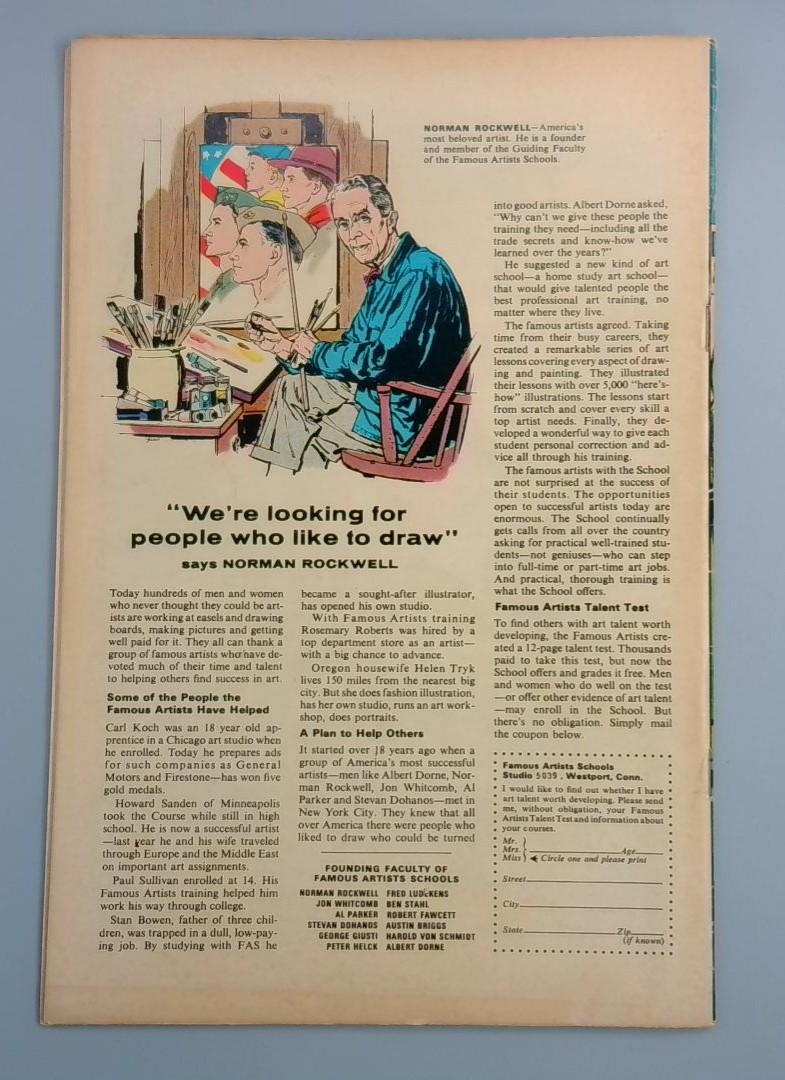 NORMAN ROCKWELL—America's
most beloved artist. He is a founder
and member of the Guiding Faculty
of the Famous Artists Schools.
"We're looking for
people who like to draw"
says NORMAN ROCKWELL
Today hundreds of men and women
who never thought they could be art-
ists are working at easels and drawing
boards, making pictures and getting
well paid for it. They all can thank a
group of famous artists who have de-
voted much of their time and talent
to helping others find success in art.
Some of the People the
Famous Artists Have Helped
Carl Koch was an 18 year old ap-
prentice in a Chicago art studio when
he enrolled. Today he prepares ads
for such companies as General
Motors and Firestone—has won five
gold medals.
Howard Sanden of Minneapolis
took the Course while still in high
school. He is now a successful artist
—last year he and his wife traveled
through Europe and the Middle East
on important art assignments.
Paul Sullivan enrolled at 14. His
Famous Artists training helped him
work his way through college.
Stan Bowen, father of three chil-
dren, was trapped in a dull, low-pay-
ing job. By studying with FAS he
became a sought-after illustrator,
has opened his own studio.
With Famous Artists training
Rosemary Roberts was hired by a
top department store as an artist—
with a big chance to advance.
Oregon housewife Helen Tryk
lives 150 miles from the nearest big
city. But she does fashion illustration,
has her own studio, runs an art work-
shop, does portraits.
A Plan to Help Others
It started over 18 years ago when a
group of America's most successful
artists—men like Albert Dorne, Nor-
man Rockwell, Jon Whitcomb, Al
Parker and Stevan Dohanos—met in
New York City. They knew that all
over America there were people who
liked to draw who could be turned
FOUNDING FACULTY OF
FAMOUS ARTISTS SCHOOLS
NORMAN ROCKWELL FRED LUDEKENS
JON WHITCOMB BEN STAHL
AL PARKER ROBERT FAWCETT
STEVAN DOHANOS AUSTIN BRIGGS
GEORGE GIUSTI HAROLD VON SCHMIDT
PETER HELCK ALBERT DORNE
into good artists. Albert Dorne asked,
"Why can't we give these people the
training they need—including all the
trade secrets and know-how we've
learned over the years?"
He suggested a new kind of art
school—a home study art school—
that would give talented people the
best professional art training, no
matter where they live.
The famous artists agreed. Taking
time from their busy careers, they
created a remarkable series of art
lessons covering every aspect of draw-
ing and painting. They illustrated
their lessons with over 5,000 "here's-
how" illustrations. The lessons start
from scratch and cover every skill a
top artist needs. Finally, they de-
veloped a wonderful way to give each
student personal correction and ad-
vice all through his training.
The famous artists with the School
are not surprised at the success of
their students. The opportunities
open to successful artists today are
enormous. The School continually
gets calls from all over the country
asking for practical well-trained stu-
dents—not geniuses—who can step
into full-time or part-time art jobs.
And practical, thorough training is
what the School offers.
Famous Artists Talent Test
To find others with art talent worth
developing, the Famous Artists cre-
ated a 12-page talent test. Thousands
paid to take this test, but now the
School offers and grades it free. Men
and women who do well on the test
—or offer other evidence of art talent
—may enroll in the School. But
there's no obligation. Simply mail
the coupon below.
Famous Artists Schools
Studio 5039, Westport, Conn.
I would like to find out whether I have
art talent worth developing. Please send
me, without obligation, your Famous
Artists Talent Test and information about
your courses.
Mr.
Mrs. Age
Miss Circle one and please print
Street
City
State Zip
(if known)